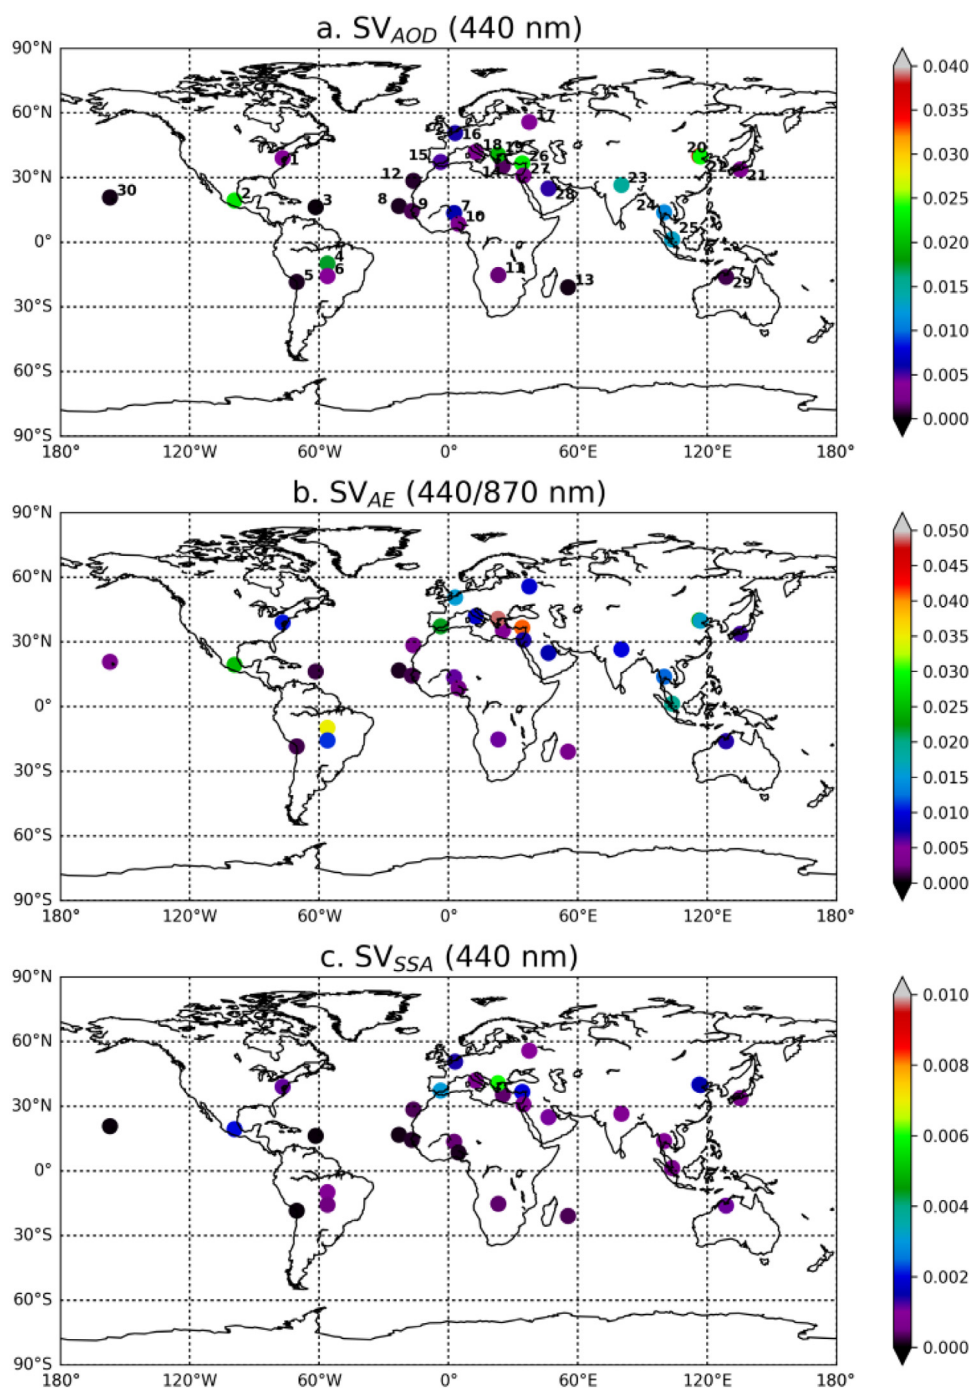 a. SV_AOD (440 nm)
90°N
60°N
30°N
0°
30°S
60°S
90°S
180° 120°W 60°W 0° 60°E 120°E 180°
1
2
3
4
5
6
7
8
9
10
11
12
13
14
15
16
17
18
19
20
21
22
23
24
25
26
27
28
29
30
0.040
0.035
0.030
0.025
0.020
0.015
0.010
0.005
0.000
b. SV_AE (440/870 nm)
90°N
60°N
30°N
0°
30°S
60°S
90°S
180° 120°W 60°W 0° 60°E 120°E 180°
0.050
0.045
0.040
0.035
0.030
0.025
0.020
0.015
0.010
0.005
0.000
c. SV_SSA (440 nm)
90°N
60°N
30°N
0°
30°S
60°S
90°S
180° 120°W 60°W 0° 60°E 120°E 180°
0.010
0.008
0.006
0.004
0.002
0.000